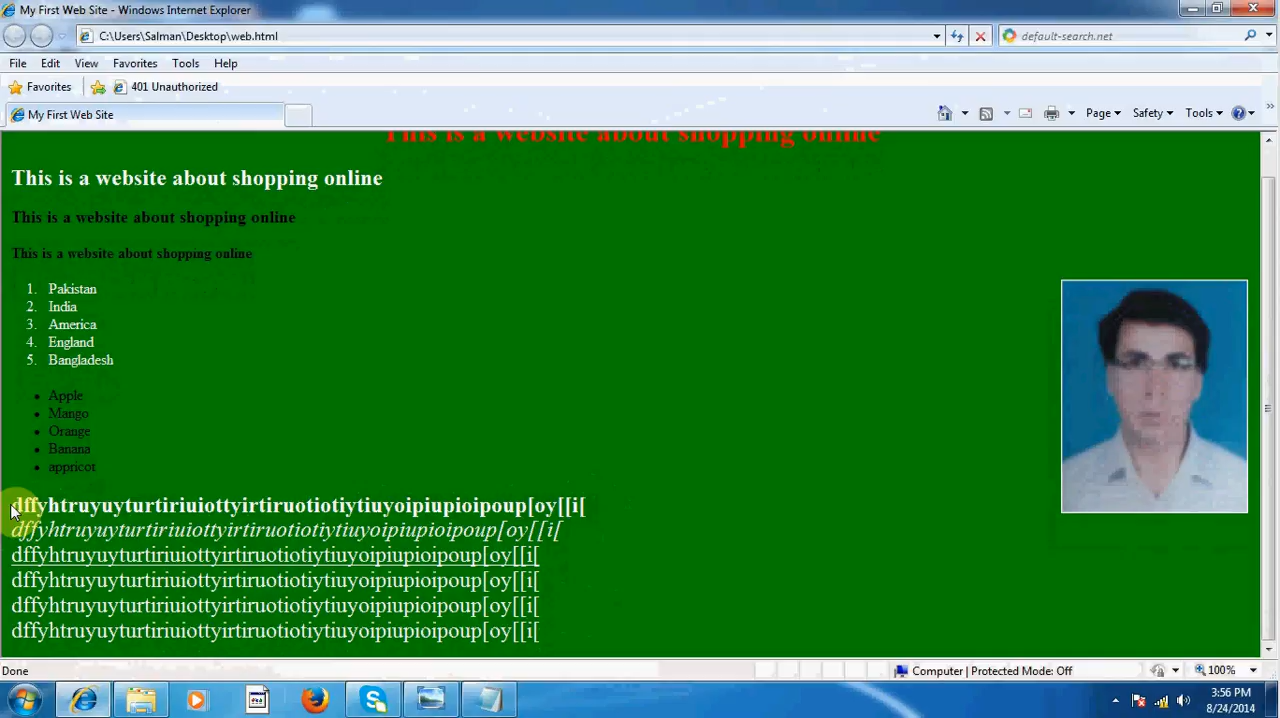 My First Web Site - Windows Internet Explorer
C:\Users\Salman\Desktop\web.html
default-search.net
File Edit View Favorites Tools Help
Favorites 401 Unauthorized
My First Web Site Page Safety Tools
This is a website about shopping online
This is a website about shopping online
This is a website about shopping online
This is a website about shopping online
1. Pakistan
2. India
3. America
4. England
5. Bangladesh
• Apple
• Mango
• Orange
• Banana
• appricot
dffyhtruyuyturtiriuiottyirtiruotiotiytiuyoipiupioipoup[oy[[i[
dffyhtruyuyturtiriuiottyirtiruotiotiytiuyoipiupioipoup[oy[[i[
dffyhtruyuyturtiriuiottyirtiruotiotiytiuyoipiupioipoup[oy[[i[
dffyhtruyuyturtiriuiottyirtiruotiotiytiuyoipiupioipoup[oy[[i[
dffyhtruyuyturtiriuiottyirtiruotiotiytiuyoipiupioipoup[oy[[i[
dffyhtruyuyturtiriuiottyirtiruotiotiytiuyoipiupioipoup[oy[[i[
Done Computer | Protected Mode: Off 100%
3:56 PM
8/24/2014